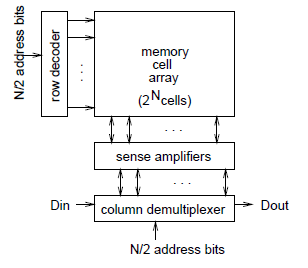 N/2 address bits
row decoder
memory
cell
array
(2^N cells)
. . .
sense amplifiers
. . .
Din
column demultiplexer
Dout
N/2 address bits